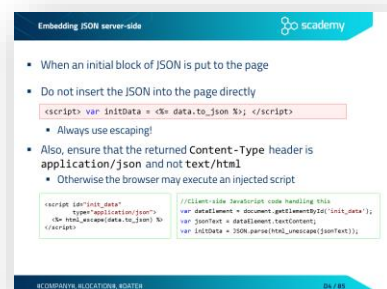 Embedding JSON server-side
scademy
▪ When an initial block of JSON is put to the page
▪ Do not insert the JSON into the page directly
<script> var initData = <%= data.to_json %>; </script>
▪ Always use escaping!
▪ Also, ensure that the returned Content-Type header is
application/json and not text/html
▪ Otherwise the browser may execute an injected script
<script id="init_data"
type="application/json">
<%= html_escape(data.to_json) %>
</script>
//Client-side JavaScript code handling this
var dataElement = document.getElementById('init_data');
var jsonText = dataElement.textContent;
var initData = JSON.parse(html_unescape(jsonText));
#COMPANY#, #LOCATION#, #DATE#
D4 / 85